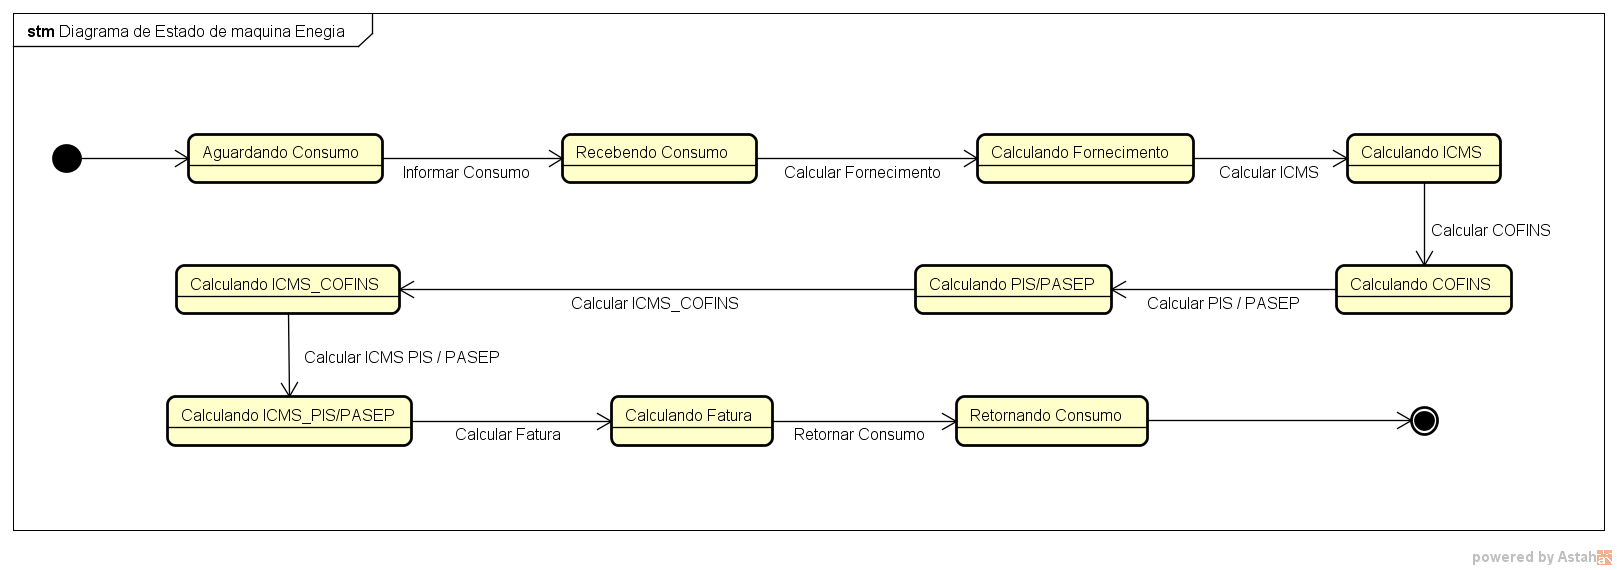 stm Diagrama de Estado de maquina Enegia
Aguardando Consumo
Informar Consumo
Recebendo Consumo
Calcular Fornecimento
Calculando Fornecimento
Calcular ICMS
Calculando ICMS
Calcular COFINS
Calculando COFINS
Calcular PIS / PASEP
Calculando PIS/PASEP
Calcular ICMS_COFINS
Calculando ICMS_COFINS
Calcular ICMS PIS / PASEP
Calculando ICMS_PIS/PASEP
Calcular Fatura
Calculando Fatura
Retornar Consumo
Retornando Consumo
powered by Astah